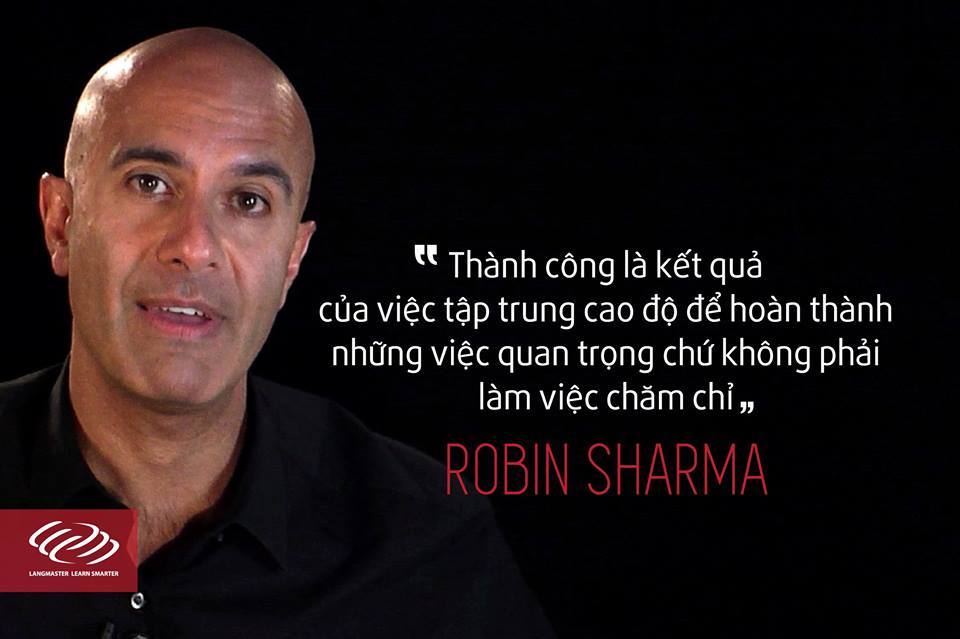 “ Thành công là kết quả
của việc tập trung cao độ để hoàn thành
những việc quan trọng chứ không phải
làm việc chăm chỉ „
ROBIN SHARMA
LANGMASTER LEARN SMARTER